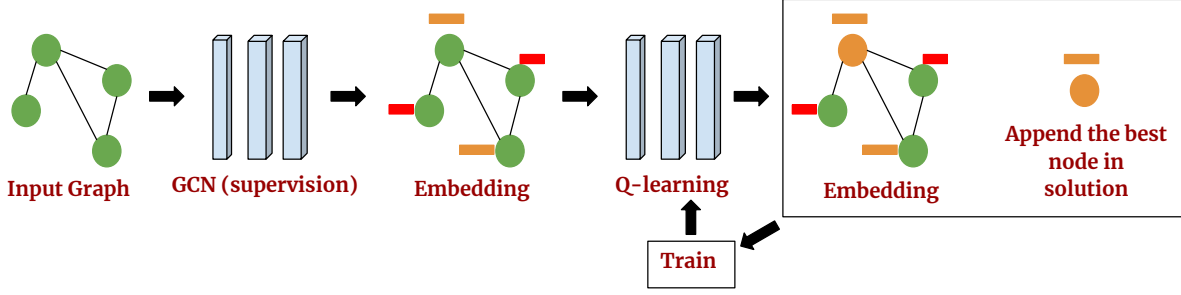 Input Graph
GCN (supervision)
Embedding
Q-learning
Embedding
Append the best
node in
solution
Train